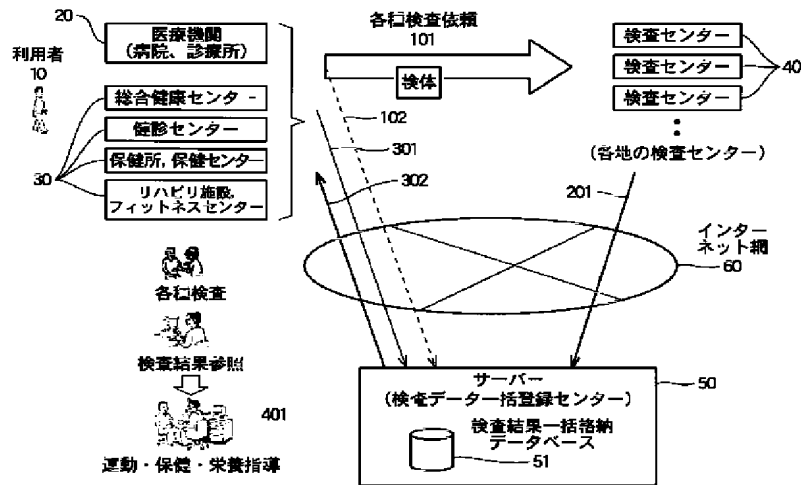 20
医療機関
(病院、診療所)
利用者
10
総合健康センター
健診センター
保健所,保健センター
30
リハビリ施設,
フィットネスセンター
各種検査依頼
101
検体
検査センター
検査センター
検査センター
40
(各地の検査センター)
102
301
302
201
インター
ネット網
60
各種検査
検査結果参照
401
運動・保健・栄養指導
サーバー
(検査データ一括登録センター)
50
検査結果一括格納
データベース
51